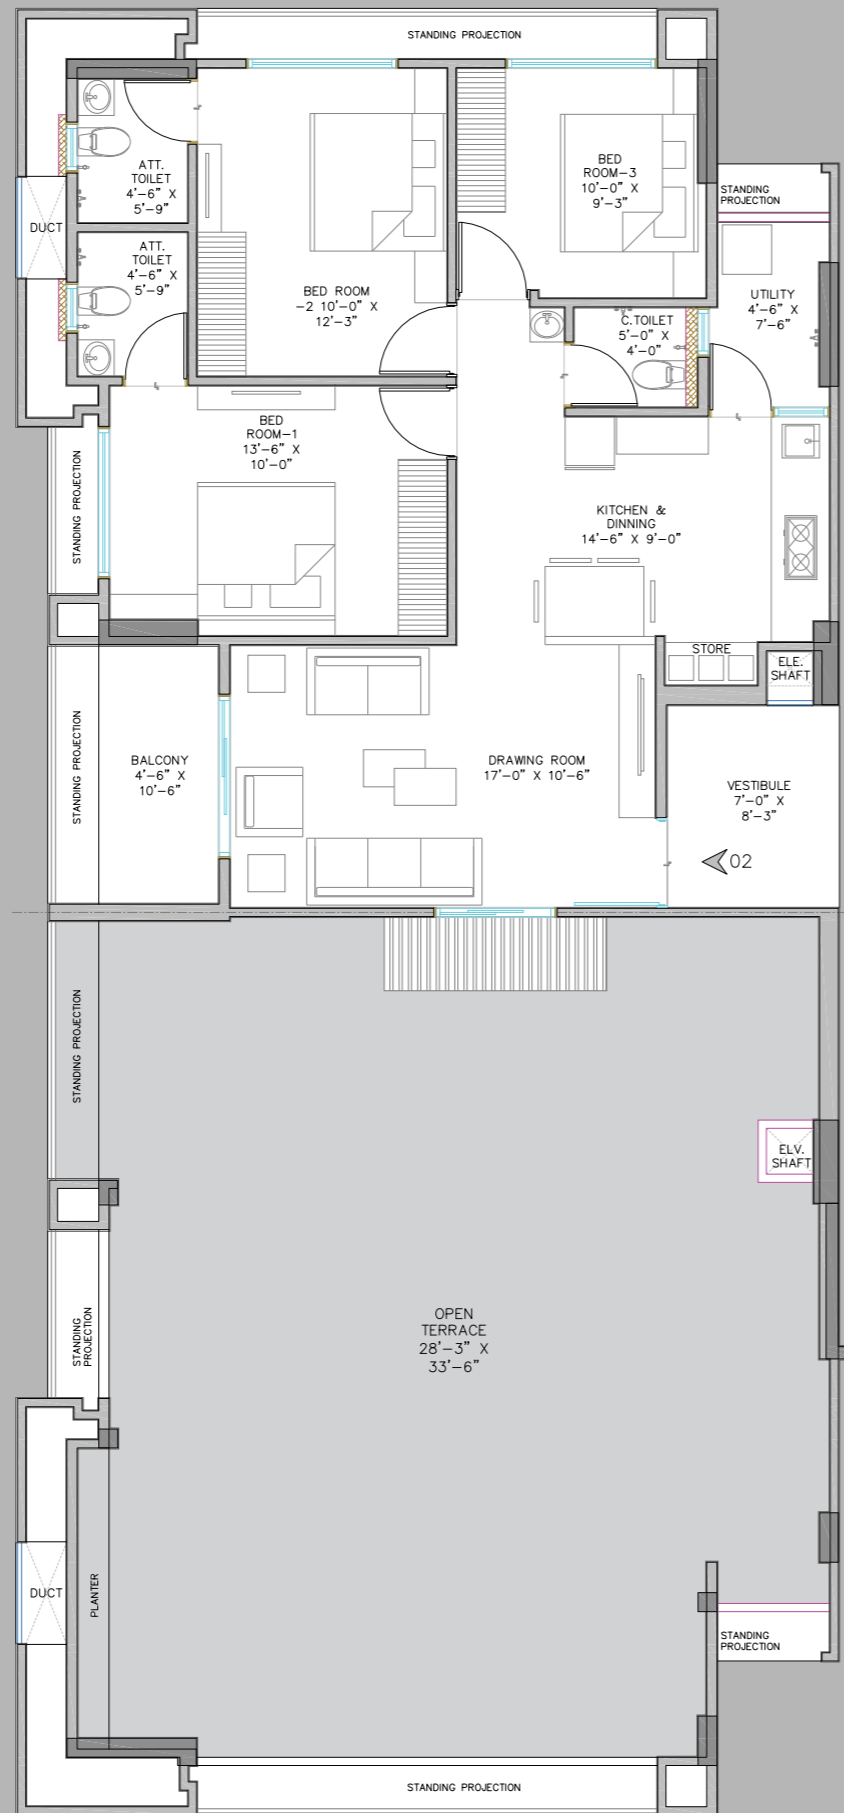 STANDING PROJECTION
ATT.
TOILET
4'-6" X
5'-9"
BED
ROOM-3
10'-0" X
9'-3"
STANDING
PROJECTION
DUCT
ATT.
TOILET
4'-6" X
5'-9"
BED ROOM
-2 10'-0" X
12'-3"
UTILITY
4'-6" X
7'-6"
C.TOILET
5'-0" X
4'-0"
BED
ROOM-1
13'-6" X
10'-0"
STANDING PROJECTION
KITCHEN &
DINNING
14'-6" X 9'-0"
STORE
ELE.
SHAFT
STANDING PROJECTION
BALCONY
4'-6" X
10'-6"
DRAWING ROOM
17'-0" X 10'-6"
VESTIBULE
7'-0" X
8'-3"
02
STANDING PROJECTION
ELV.
SHAFT
STANDING
PROJECTION
OPEN
TERRACE
28'-3" X
33'-6"
DUCT
PLANTER
STANDING
PROJECTION
STANDING PROJECTION